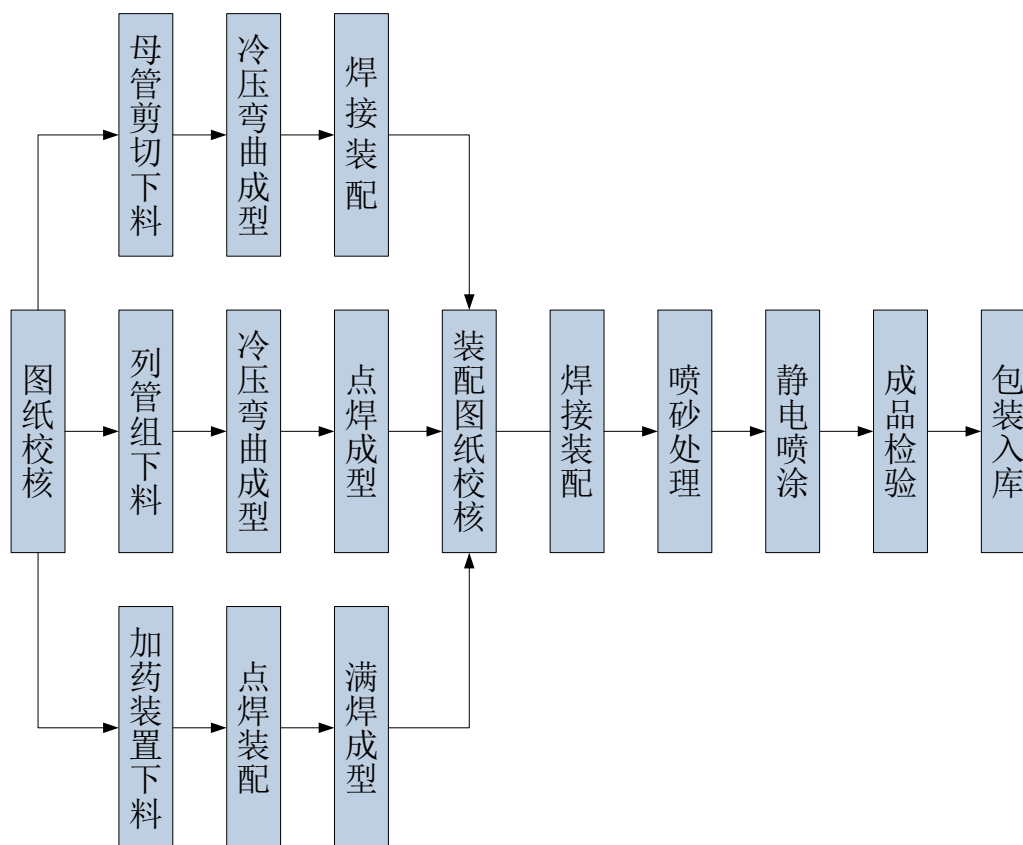 母管剪切下料
冷压弯曲成型
焊接装配
图纸校核
列管组下料
冷压弯曲成型
点焊成型
装配图纸校核
焊接装配
喷砂处理
静电喷涂
成品检验
包装入库
加药装置下料
点焊装配
满焊成型